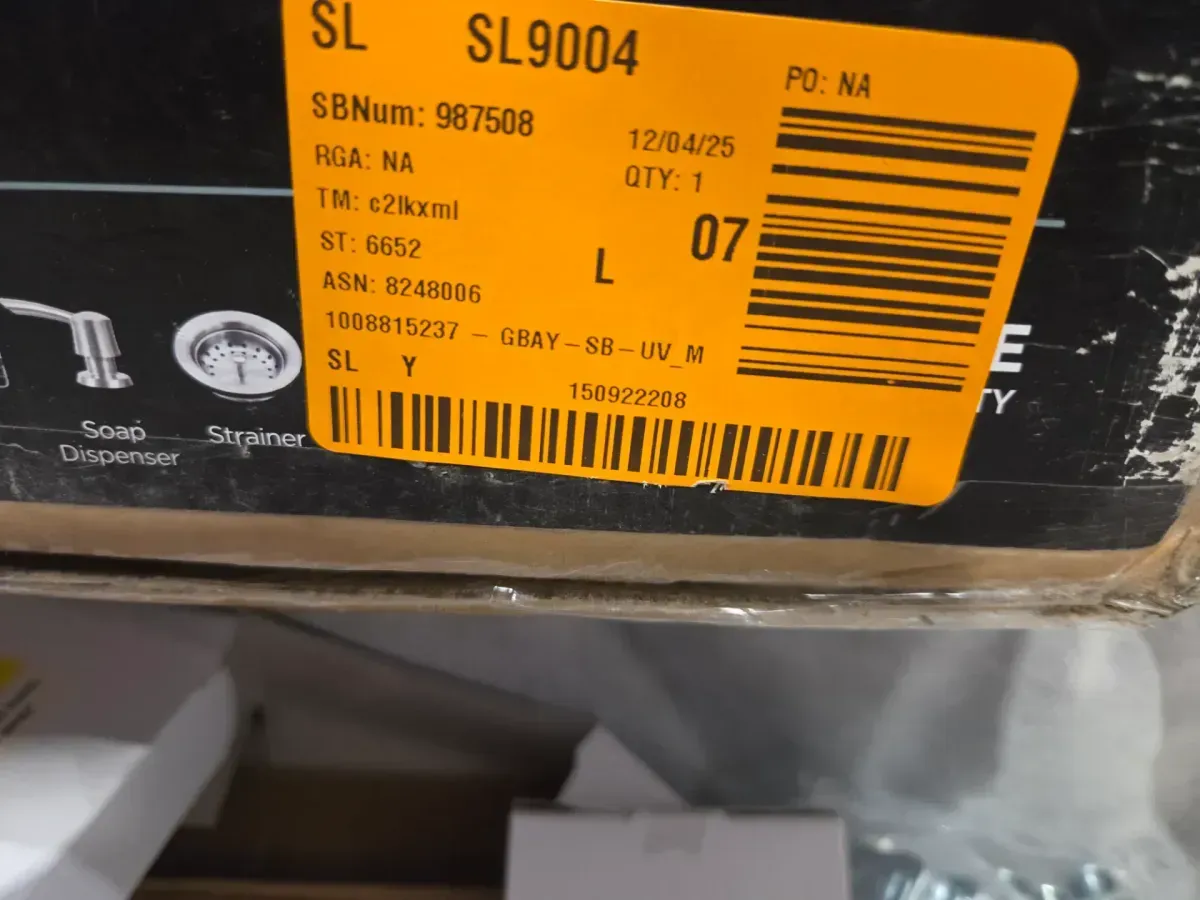 SL SL9004
PO: NA
SBNum: 987508
12/04/25
RGA: NA
QTY: 1
TM: c2lkxml
07
ST: 6652
L
ASN: 8248006
1008815237 - GBAY-SB-UV_M
SL Y
150922208
Soap
Dispenser
Strainer
E
TY